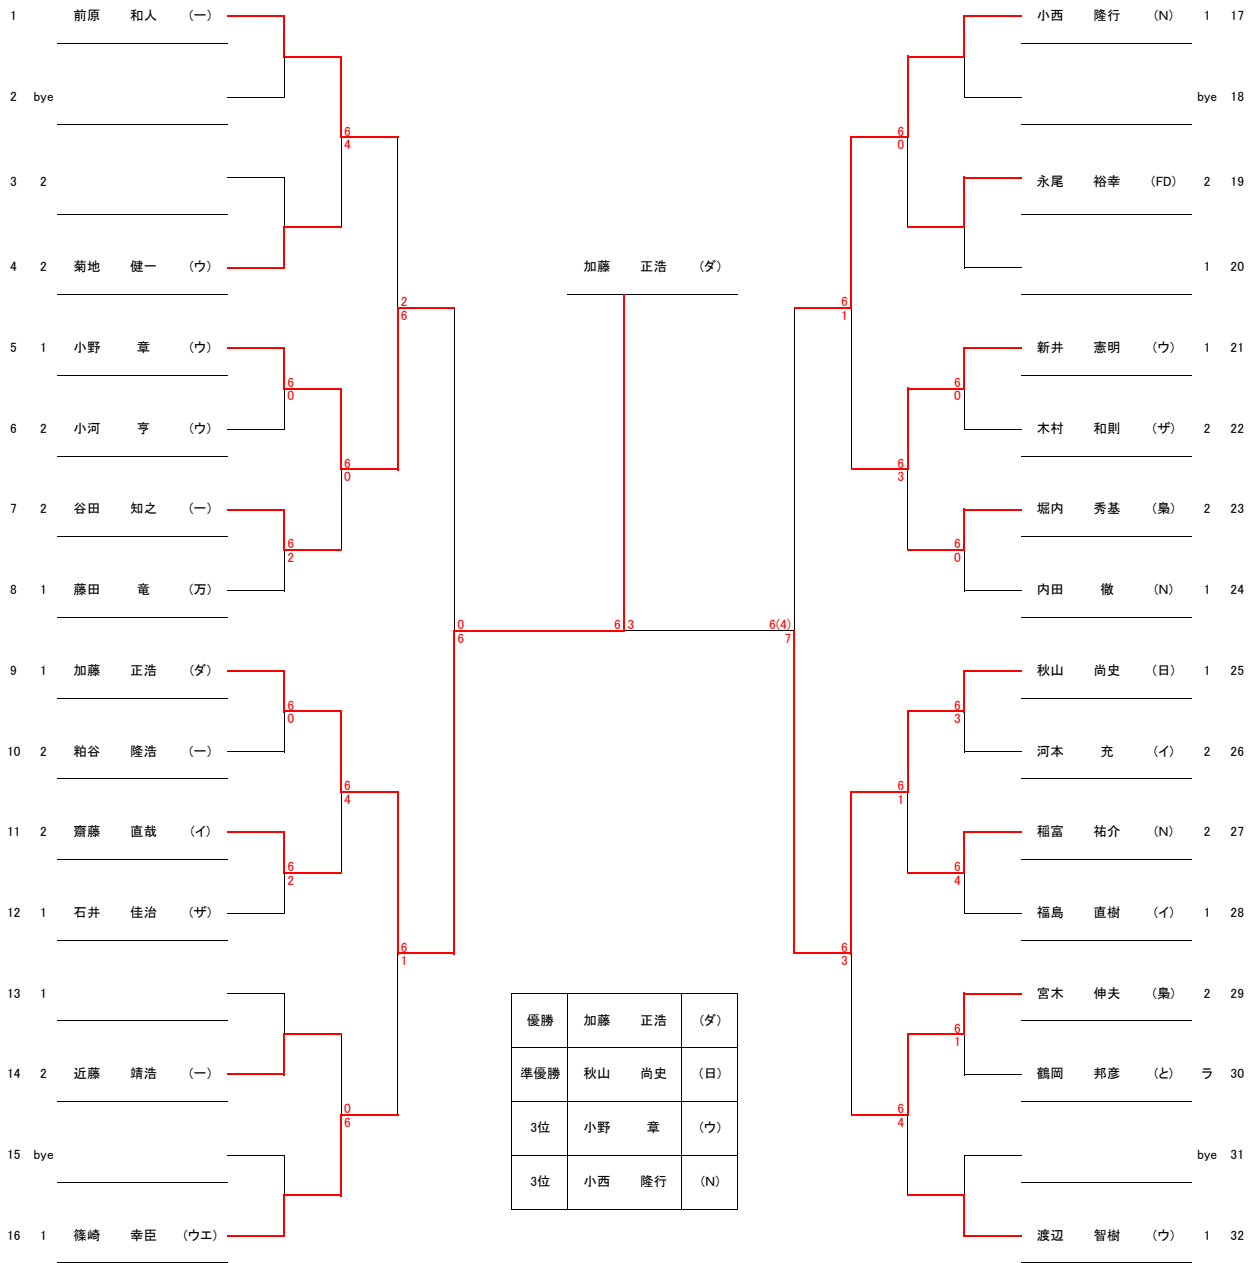 1 前原 和人 (一)
2 bye
6
4
3 2
4 2 菊地 健一 (ウ)
2
6
5 1 小野 章 (ウ)
6
0
6 2 小河 亨 (ウ)
6
0
7 2 谷田 知之 (一)
6
2
8 1 藤田 竜 (万)
0
6
9 1 加藤 正浩 (ダ)
6
0
10 2 粕谷 隆浩 (一)
6
4
11 2 齋藤 直哉 (イ)
6
2
12 1 石井 佳治 (ザ)
6
1
13 1
14 2 近藤 靖浩 (一)
0
6
15 bye
16 1 篠崎 幸臣 (ウエ)
加藤 正浩 (ダ)
6 3
優勝 加藤 正浩 (ダ)
準優勝 秋山 尚史 (日)
3位 小野 章 (ウ)
3位 小西 隆行 (N)
小西 隆行 (N) 1 17
bye 18
6
0
永尾 裕幸 (FD) 2 19
1 20
6
1
新井 憲明 (ウ) 1 21
6
0
木村 和則 (ザ) 2 22
6
3
堀内 秀基 (梟) 2 23
6
0
内田 徹 (N) 1 24
6(4)
7
秋山 尚史 (日) 1 25
6
3
河本 充 (イ) 2 26
6
1
稲富 祐介 (N) 2 27
6
4
福島 直樹 (イ) 1 28
6
3
宮木 伸夫 (梟) 2 29
6
1
鶴岡 邦彦 (と) ラ 30
6
4
bye 31
渡辺 智樹 (ウ) 1 32